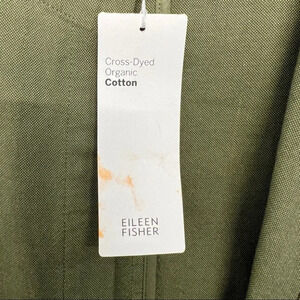 Cross-Dyed
Organic
Cotton
EILEEN
FISHER